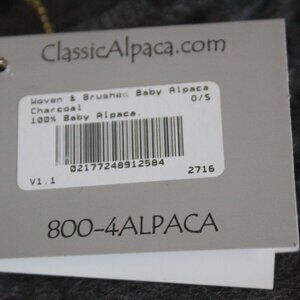 ClassicAlpaca.com
Woven & Brushed Baby Alpaca
Charcoal O/S
100% Baby Alpaca.
02177248912584
V1.1 2716
800-4ALPACA